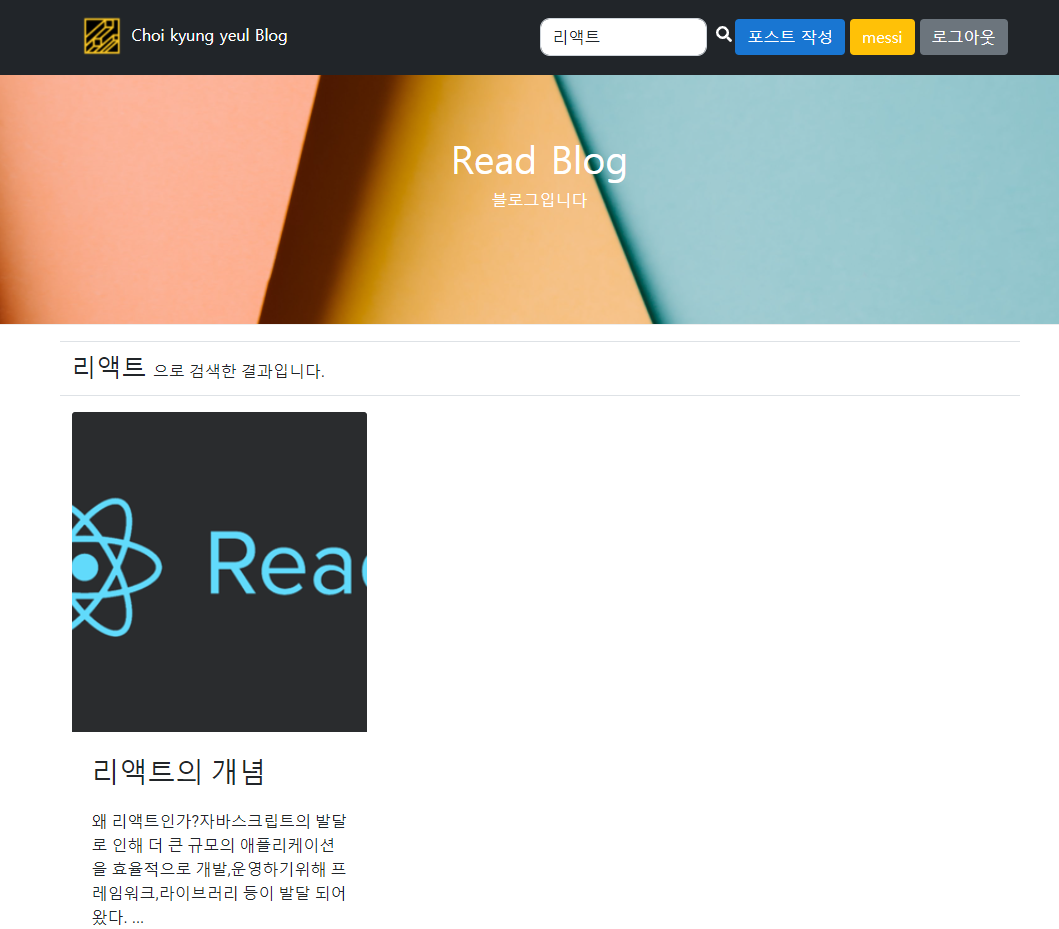 Choi kyung yeul Blog
리액트
포스트 작성
messi
로그아웃
Read Blog
블로그입니다
리액트 으로 검색한 결과입니다.
Reac
리액트의 개념
왜 리액트인가?자바스크립트의 발달
로 인해 더 큰 규모의 애플리케이션
을 효율적으로 개발,운영하기위해 프
레임워크,라이브러리 등이 발달 되어
왔다. ...